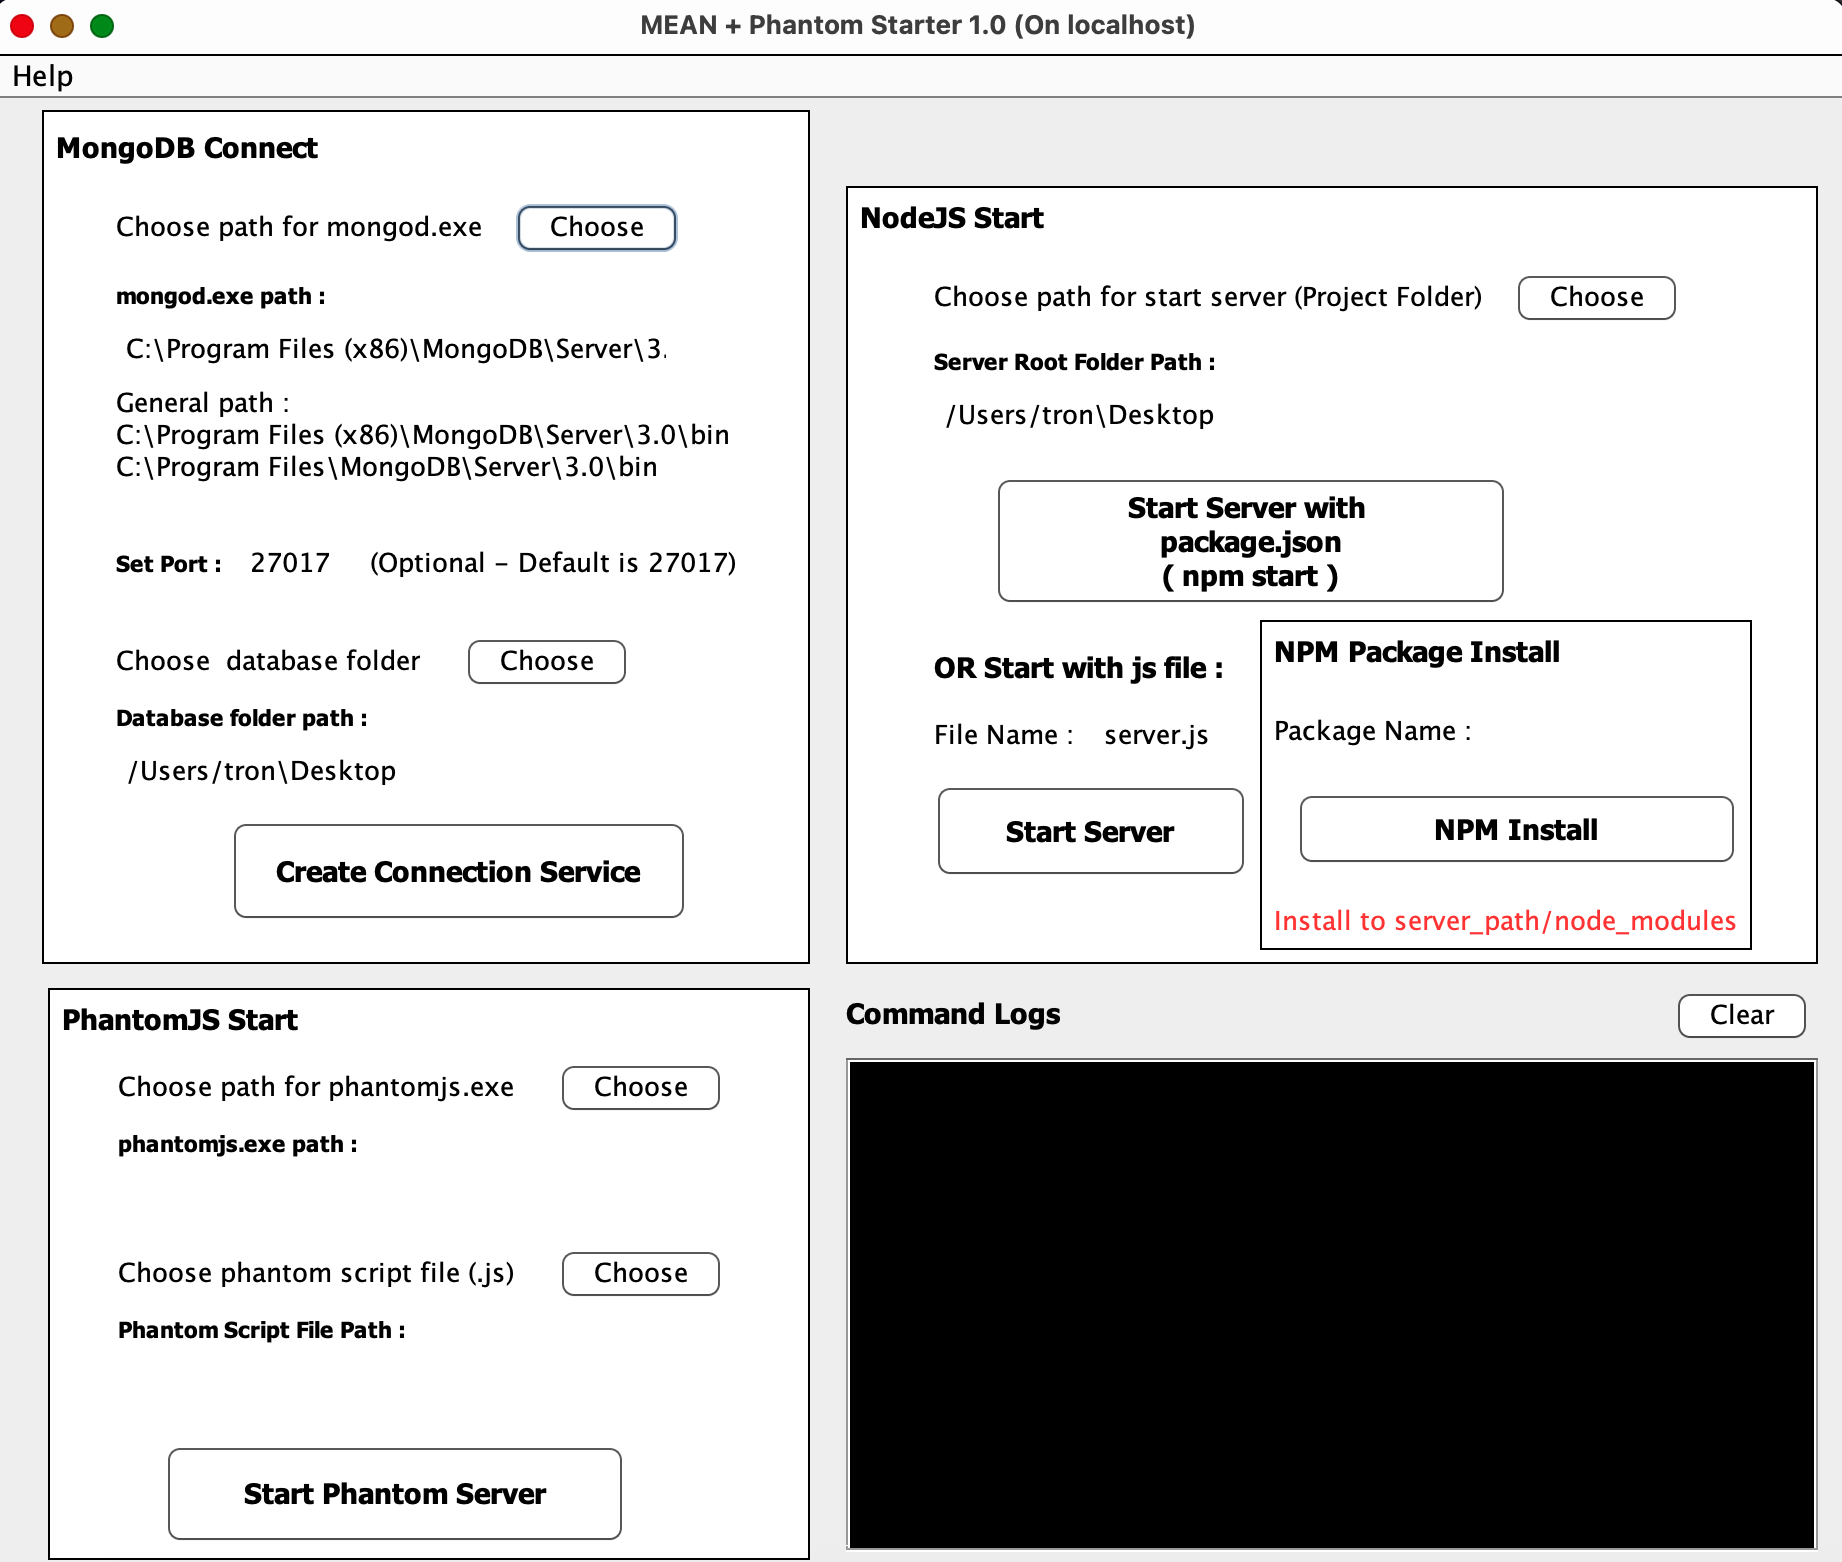 MEAN + Phantom Starter 1.0 (On localhost)
Help
MongoDB Connect
Choose path for mongod.exe Choose
mongod.exe path :
C:\Program Files (x86)\MongoDB\Server\3.
General path :
C:\Program Files (x86)\MongoDB\Server\3.0\bin
C:\Program Files\MongoDB\Server\3.0\bin
Set Port : 27017 (Optional - Default is 27017)
Choose database folder Choose
Database folder path :
/Users/tron\Desktop
Create Connection Service
NodeJS Start
Choose path for start server (Project Folder) Choose
Server Root Folder Path :
/Users/tron\Desktop
Start Server with
package.json
( npm start )
OR Start with js file :
File Name : server.js
Start Server
NPM Package Install
Package Name :
NPM Install
Install to server_path/node_modules
PhantomJS Start
Choose path for phantomjs.exe Choose
phantomjs.exe path :
Choose phantom script file (.js) Choose
Phantom Script File Path :
Start Phantom Server
Command Logs Clear